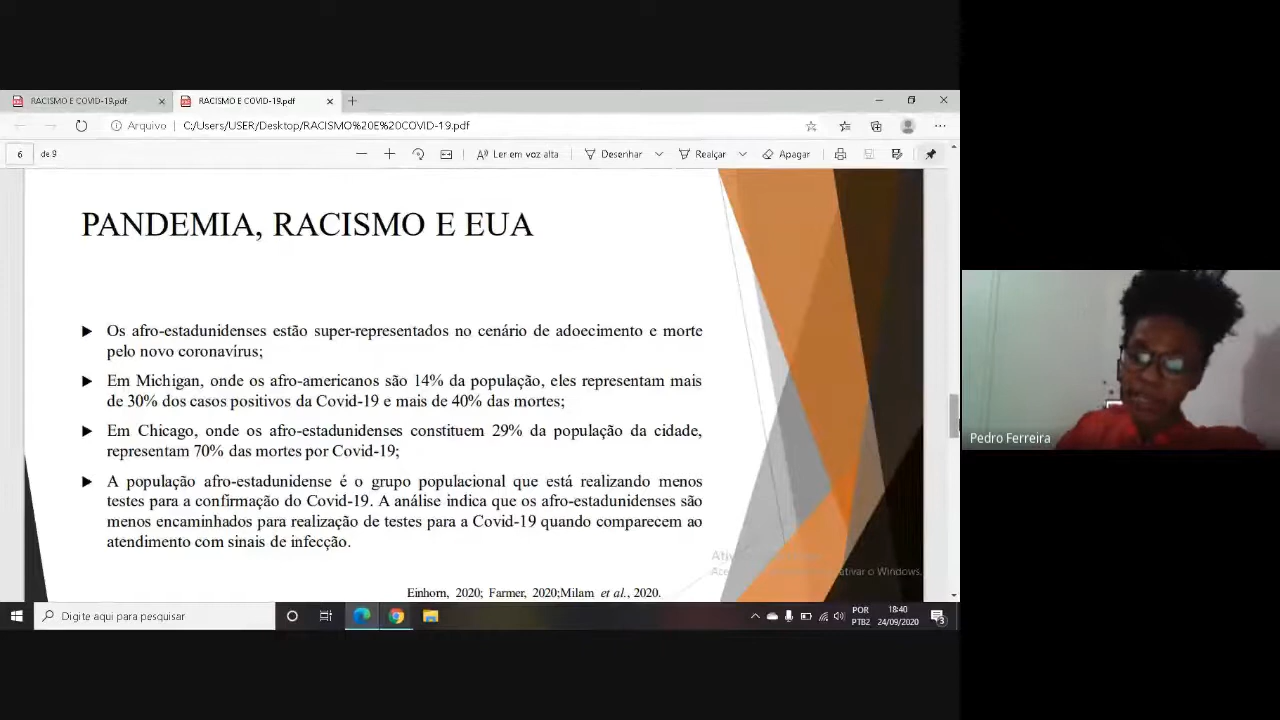 RACISMO E COVID-19.pdf
RACISMO E COVID-19.pdf
Arquivo
C:/Users/USER/Desktop/RACISMO%20E%20COVID-19.pdf
6 de 9
Ler em voz alta
Desenhar
Realçar
Apagar
PANDEMIA, RACISMO E EUA
Os afro-estadunidenses estão super-representados no cenário de adoecimento e morte
pelo novo coronavírus;
Em Michigan, onde os afro-americanos são 14% da população, eles representam mais
de 30% dos casos positivos da Covid-19 e mais de 40% das mortes;
Em Chicago, onde os afro-estadunidenses constituem 29% da população da cidade,
representam 70% das mortes por Covid-19;
A população afro-estadunidense é o grupo populacional que está realizando menos
testes para a confirmação do Covid-19. A análise indica que os afro-estadunidenses são
menos encaminhados para realização de testes para a Covid-19 quando comparecem ao
atendimento com sinais de infecção.
ativar o Windows.
Einhorn, 2020; Farmer, 2020;Milam et al., 2020.
Pedro Ferreira
Digite aqui para pesquisar
POR
PTB2
18:40
24/09/2020
3